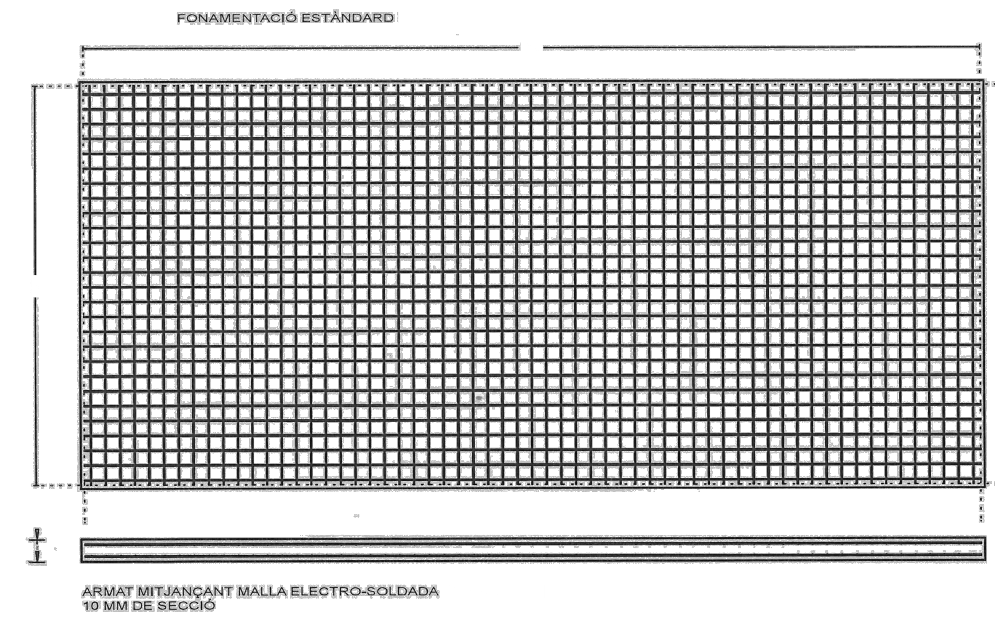 FONAMENTACIÓ ESTÀNDARD
ARMAT MITJANÇANT MALLA ELECTRO-SOLDADA
10 MM DE SECCIÓ